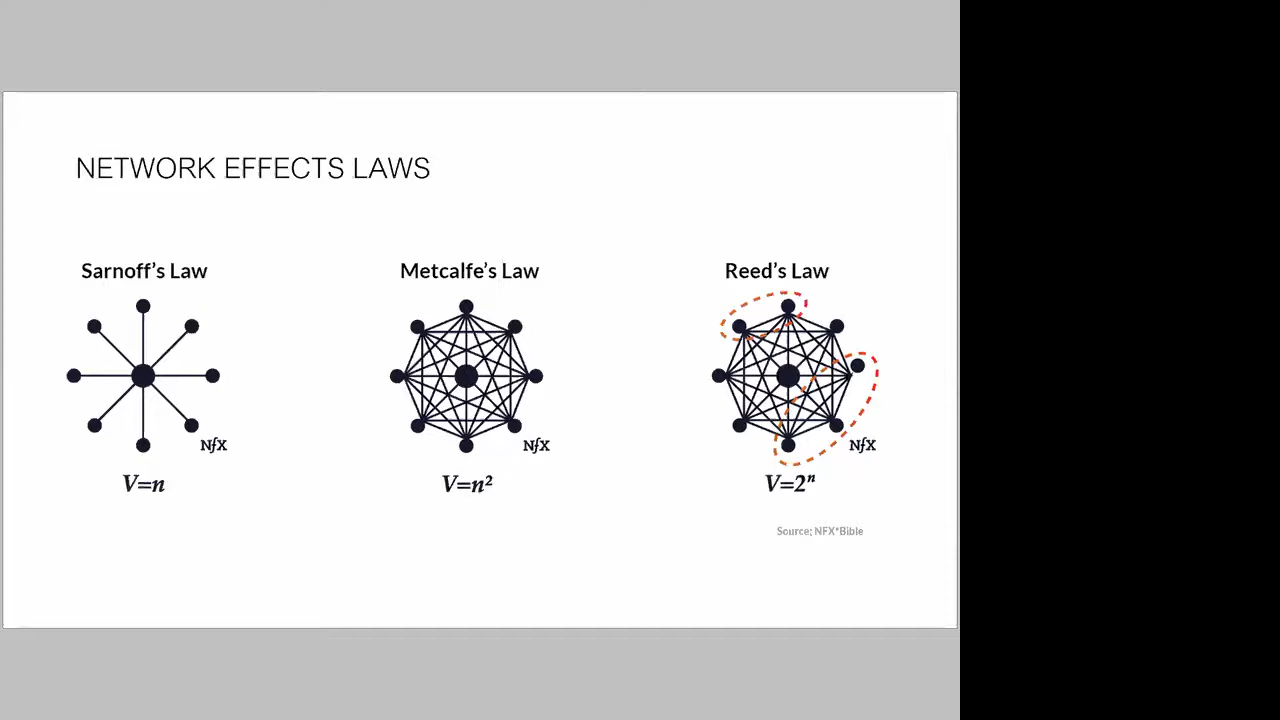 NETWORK EFFECTS LAWS
Sarnoff's Law
NfX
V=n
Metcalfe's Law
NfX
V=n²
Reed's Law
NfX
V=2ⁿ
Source: NFX*Bible